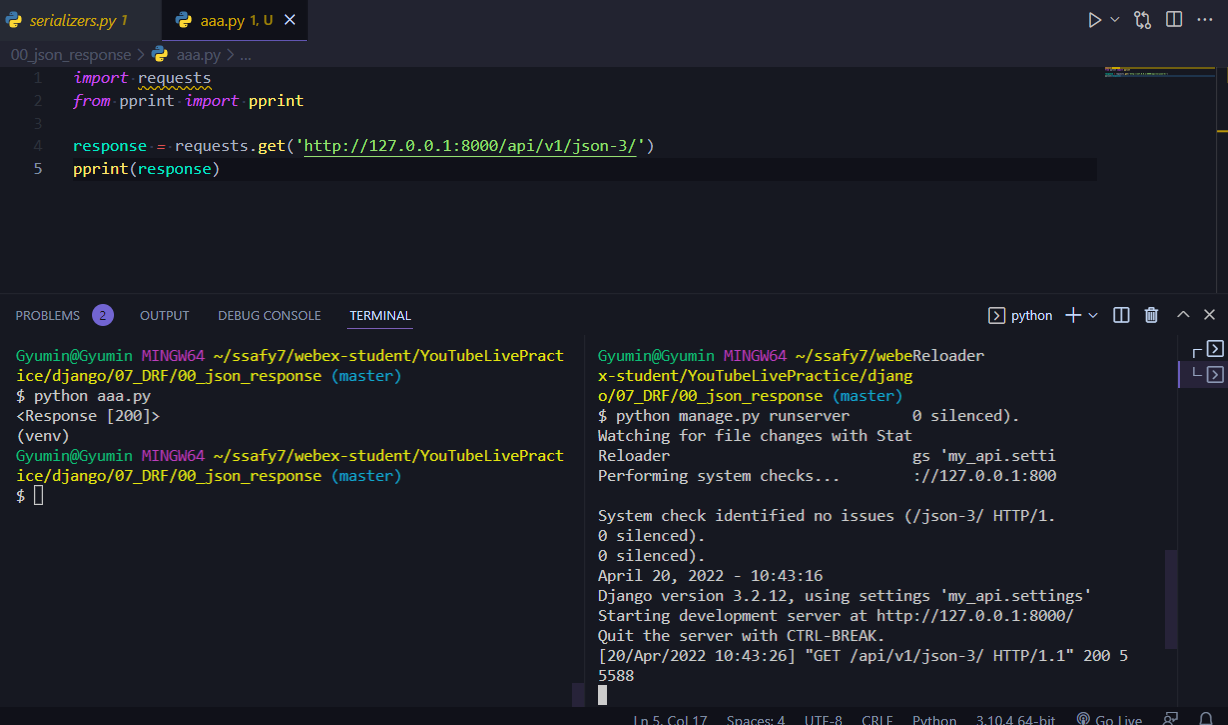 serializers.py 1
aaa.py 1, U
00_json_response > aaa.py > ...
1 import requests
2 from pprint import pprint
3
4 response = requests.get('http://127.0.0.1:8000/api/v1/json-3/')
5 pprint(response)
PROBLEMS 2 OUTPUT DEBUG CONSOLE TERMINAL
python
Gyumin@Gyumin MINGW64 ~/ssafy7/webex-student/YouTubeLivePract
ice/django/07_DRF/00_json_response (master)
$ python aaa.py
<Response [200]>
(venv)
Gyumin@Gyumin MINGW64 ~/ssafy7/webex-student/YouTubeLivePract
ice/django/07_DRF/00_json_response (master)
$
Gyumin@Gyumin MINGW64 ~/ssafy7/webeReloader
x-student/YouTubeLivePractice/djang
o/07_DRF/00_json_response (master)
$ python manage.py runserver 0 silenced).
Watching for file changes with Stat
Reloader gs 'my_api.setti
Performing system checks... ://127.0.0.1:800
System check identified no issues (/json-3/ HTTP/1.
0 silenced).
0 silenced).
April 20, 2022 - 10:43:16
Django version 3.2.12, using settings 'my_api.settings'
Starting development server at http://127.0.0.1:8000/
Quit the server with CTRL-BREAK.
[20/Apr/2022 10:43:26] "GET /api/v1/json-3/ HTTP/1.1" 200 5
5588
Ln 5, Col 17 Spaces: 4 UTF-8 CRLF Python 3.10.4 64-bit Go Live